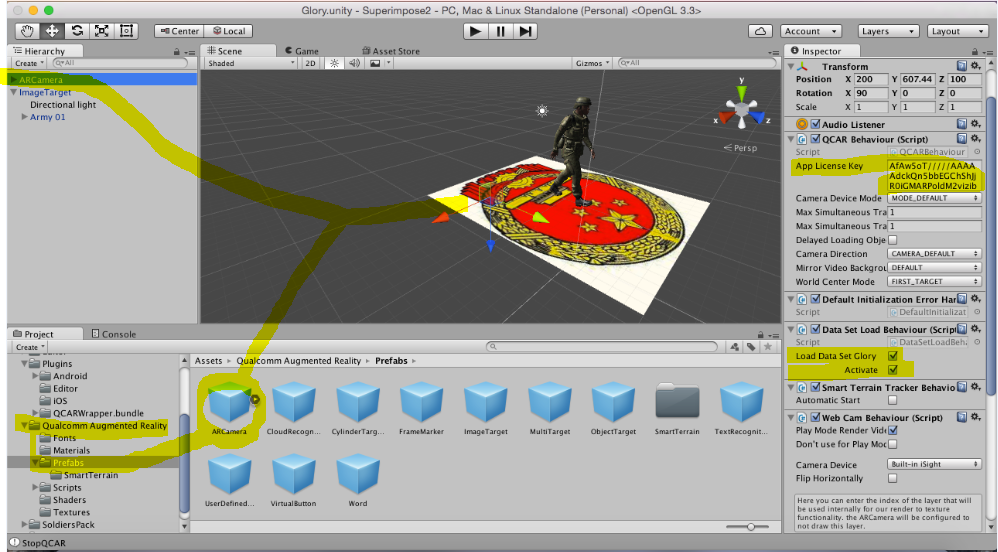 Glory.unity - Superimpose2 - PC, Mac & Linux Standalone (Personal) <OpenGL 3.3>
Center Local Account Layers Layout
Hierarchy
Create All
ARCamera
ImageTarget
Directional light
Army 01
Scene Game Asset Store
Shaded 2D Gizmos All
y
x z
Persp
Inspector
Transform
Position X 200 Y 607.44 Z 100
Rotation X 90 Y 0 Z 0
Scale X 1 Y 1 Z 1
Audio Listener
QCAR Behaviour (Script)
Script QCARBehaviour
App License Key AfAwSoT/////AAAA
Camera Device Mode MODE_DEFAULT
Max Simultaneous Tra 1
Max Simultaneous Tra 1
Delayed Loading Obje
Camera Direction CAMERA_DEFAULT
Mirror Video Backgrou DEFAULT
World Center Mode FIRST_TARGET
Default Initialization Error Har
Script DefaultInitializat
Data Set Load Behaviour (Script
Script DataSetLoadBeh
Load Data Set Glory
Activate
Smart Terrain Tracker Behavio
Automatic Start
Web Cam Behaviour (Script)
Play Mode Render Vide
Don't use for Play Moc
Camera Device Built-in iSight
Flip Horizontally
Here you can enter the index of the layer that will
be used internally for our render to texture
functionality. the ARCamera will be configured to
not draw this layer.
Project Console
Create
Plugins
Android
Editor
iOS
QCARWrapper.bundle
Qualcomm Augmented Reality
Fonts
Materials
Prefabs
SmartTerrain
Scripts
Shaders
Textures
SoldiersPack
Assets Qualcomm Augmented Reality Prefabs
ARCamera CloudRecogn... CylinderTarg... FrameMarker ImageTarget MultiTarget ObjectTarget SmartTerrain TextRecognit...
UserDefined... VirtualButton Word
StopQCAR